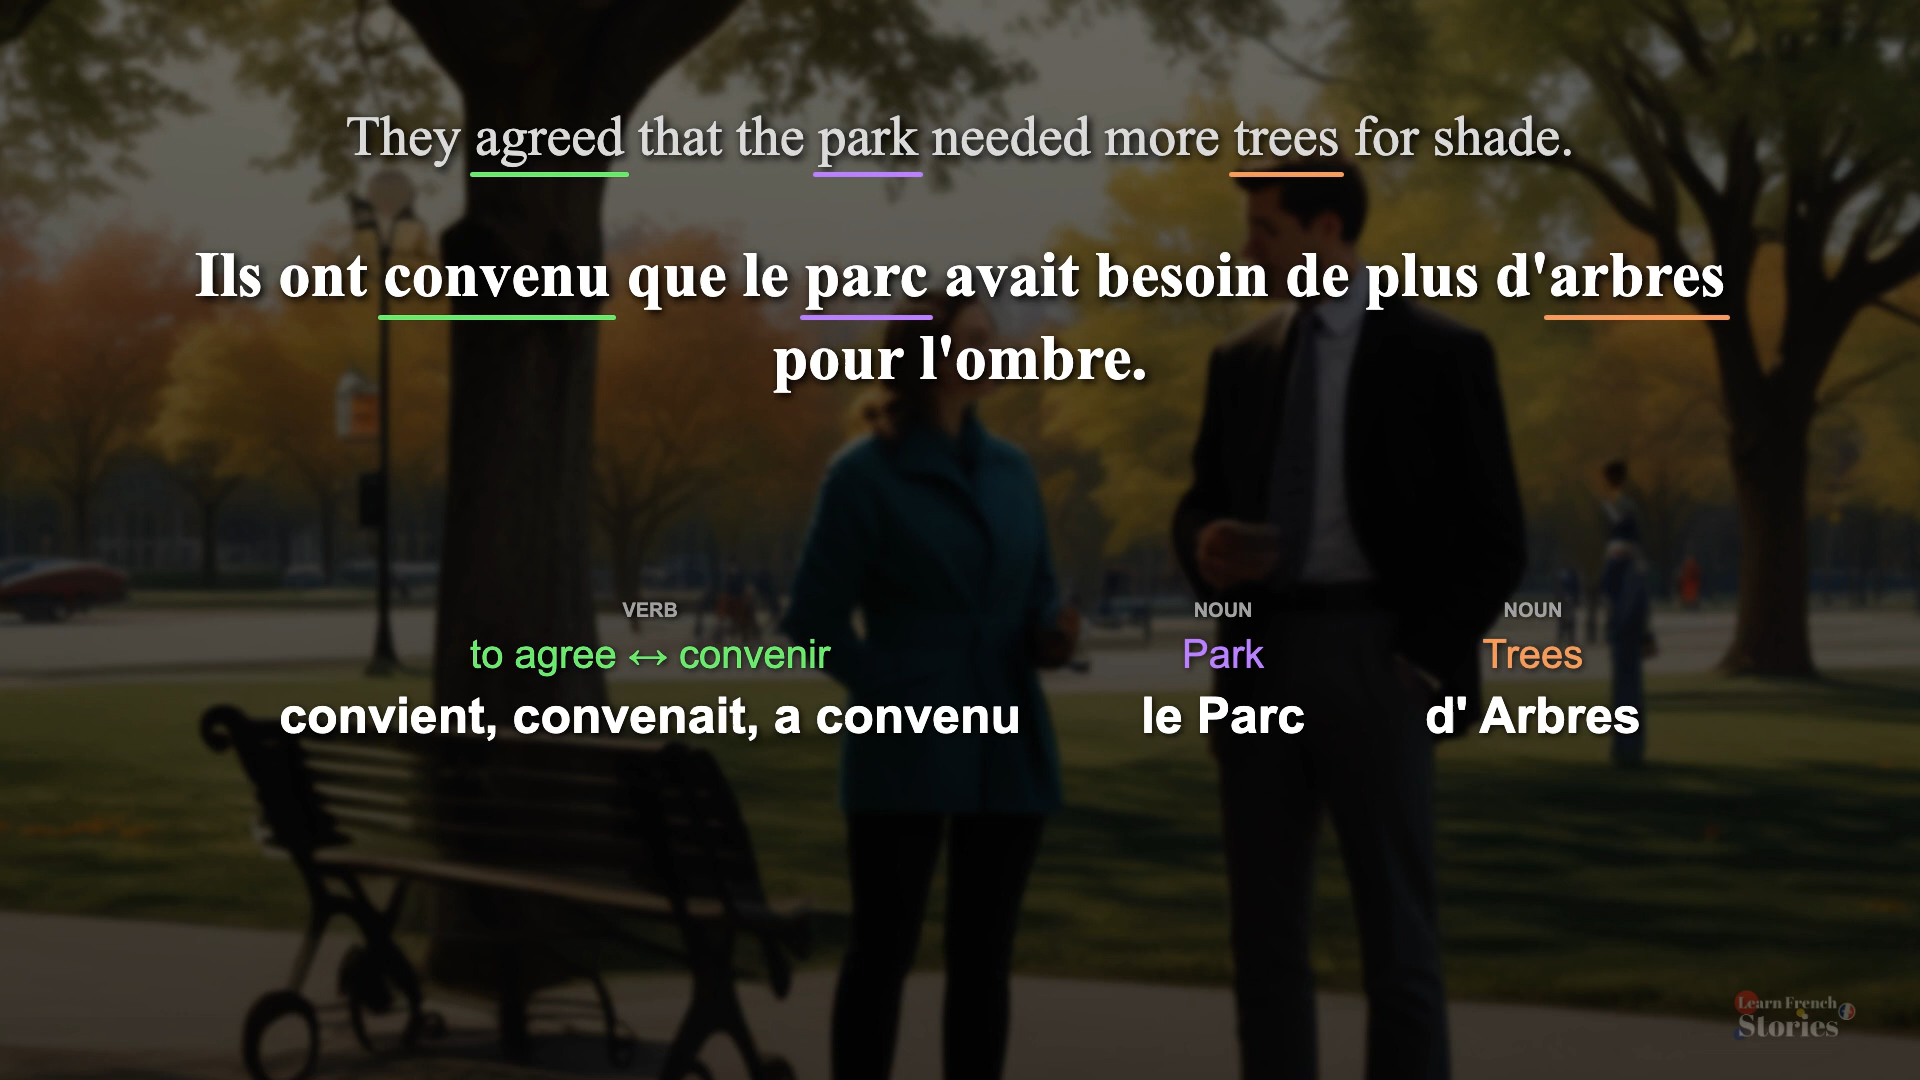 They agreed that the park needed more trees for shade.
Ils ont convenu que le parc avait besoin de plus d'arbres
pour l'ombre.
VERB
to agree ↔ convenir
convient, convenait, a convenu
NOUN
Park
le Parc
NOUN
Trees
d' Arbres
Learn French
Stories